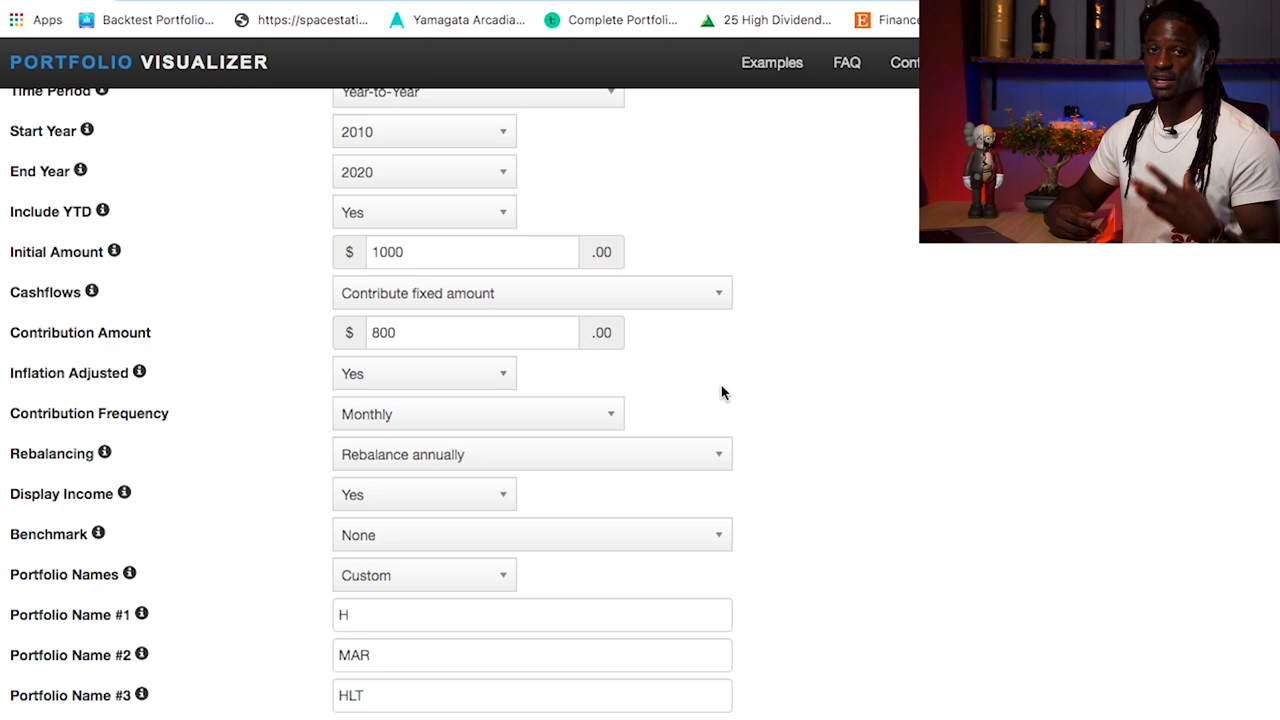 Apps Backtest Portfolio... https://spacestati... Yamagata Arcadia... Complete Portfoli... 25 High Dividend... Finance
PORTFOLIO VISUALIZER Examples FAQ
Time Period Year-to-Year
Start Year 2010
End Year 2020
Include YTD Yes
Initial Amount $ 1000 .00
Cashflows Contribute fixed amount
Contribution Amount $ 800 .00
Inflation Adjusted Yes
Contribution Frequency Monthly
Rebalancing Rebalance annually
Display Income Yes
Benchmark None
Portfolio Names Custom
Portfolio Name #1 H
Portfolio Name #2 MAR
Portfolio Name #3 HLT